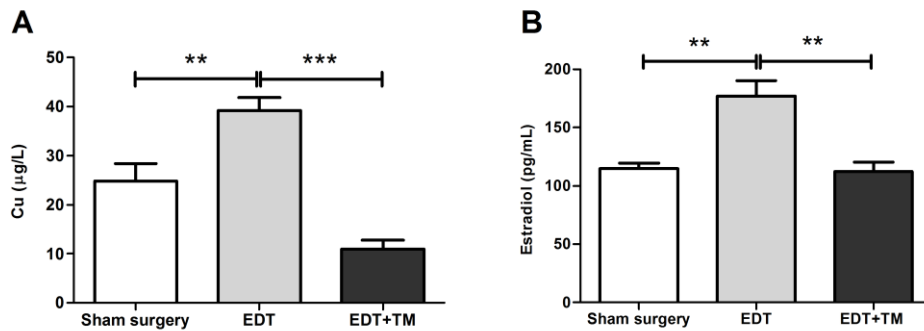 A
B
** ***
** **
50
40
30
20
10
0
Cu (μg/L)
Sham surgery EDT EDT+TM
200
150
100
50
0
Estradiol (pg/mL)
Sham surgery EDT EDT+TM